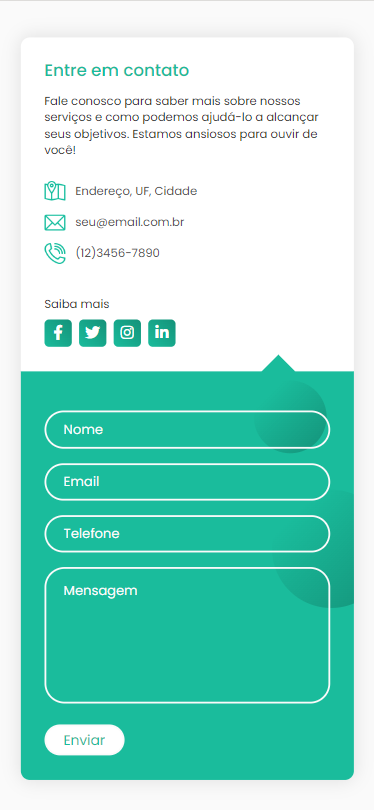 Entre em contato
Fale conosco para saber mais sobre nossos
serviços e como podemos ajudá-lo a alcançar
seus objetivos. Estamos ansiosos para ouvir de
você!
Endereço, UF, Cidade
seu@email.com.br
(12)3456-7890
Saiba mais
Nome
Email
Telefone
Mensagem
Enviar